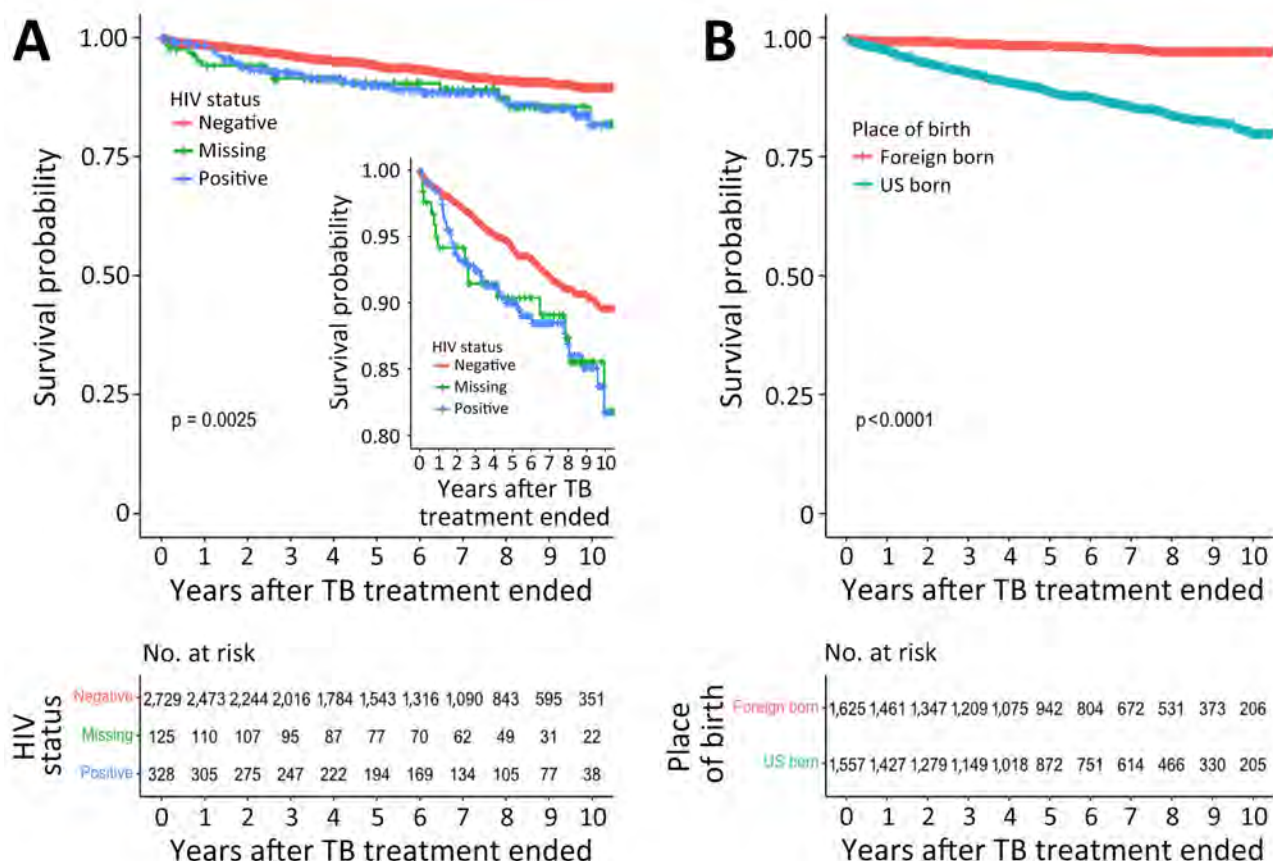 A
1.00
0.75
0.50
0.25
0
Survival probability
HIV status
Negative
Missing
Positive
p = 0.0025
1.00
0.95
0.90
0.85
0.80
Survival probability
HIV status
Negative
Missing
Positive
0 1 2 3 4 5 6 7 8 9 10
Years after TB
treatment ended
0 1 2 3 4 5 6 7 8 9 10
Years after TB treatment ended
No. at risk
HIV
status
Negative 2,729 2,473 2,244 2,016 1,784 1,543 1,316 1,090 843 595 351
Missing 125 110 107 95 87 77 70 62 49 31 22
Positive 328 305 275 247 222 194 169 134 105 77 38
0 1 2 3 4 5 6 7 8 9 10
Years after TB treatment ended
B
1.00
0.75
0.50
0.25
0
Survival probability
Place of birth
Foreign born
US born
p<0.0001
0 1 2 3 4 5 6 7 8 9 10
Years after TB treatment ended
No. at risk
Place
of birth
Foreign born 1,625 1,461 1,347 1,209 1,075 942 804 672 531 373 206
US born 1,557 1,427 1,279 1,149 1,018 872 751 614 466 330 205
0 1 2 3 4 5 6 7 8 9 10
Years after TB treatment ended